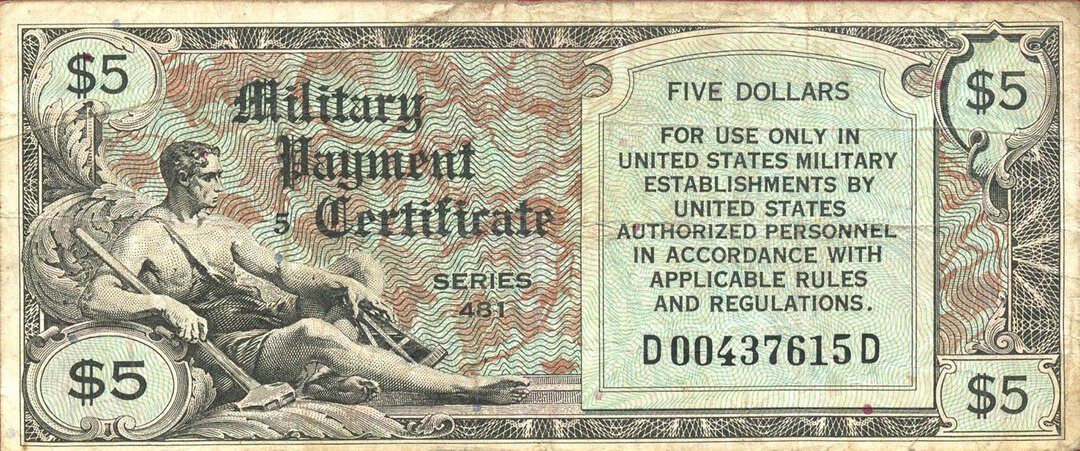 $5
Military
Payment
5 Certificate
SERIES
481
$5
FIVE DOLLARS
FOR USE ONLY IN
UNITED STATES MILITARY
ESTABLISHMENTS BY
UNITED STATES
AUTHORIZED PERSONNEL
IN ACCORDANCE WITH
APPLICABLE RULES
AND REGULATIONS.
D00437615D
$5
$5